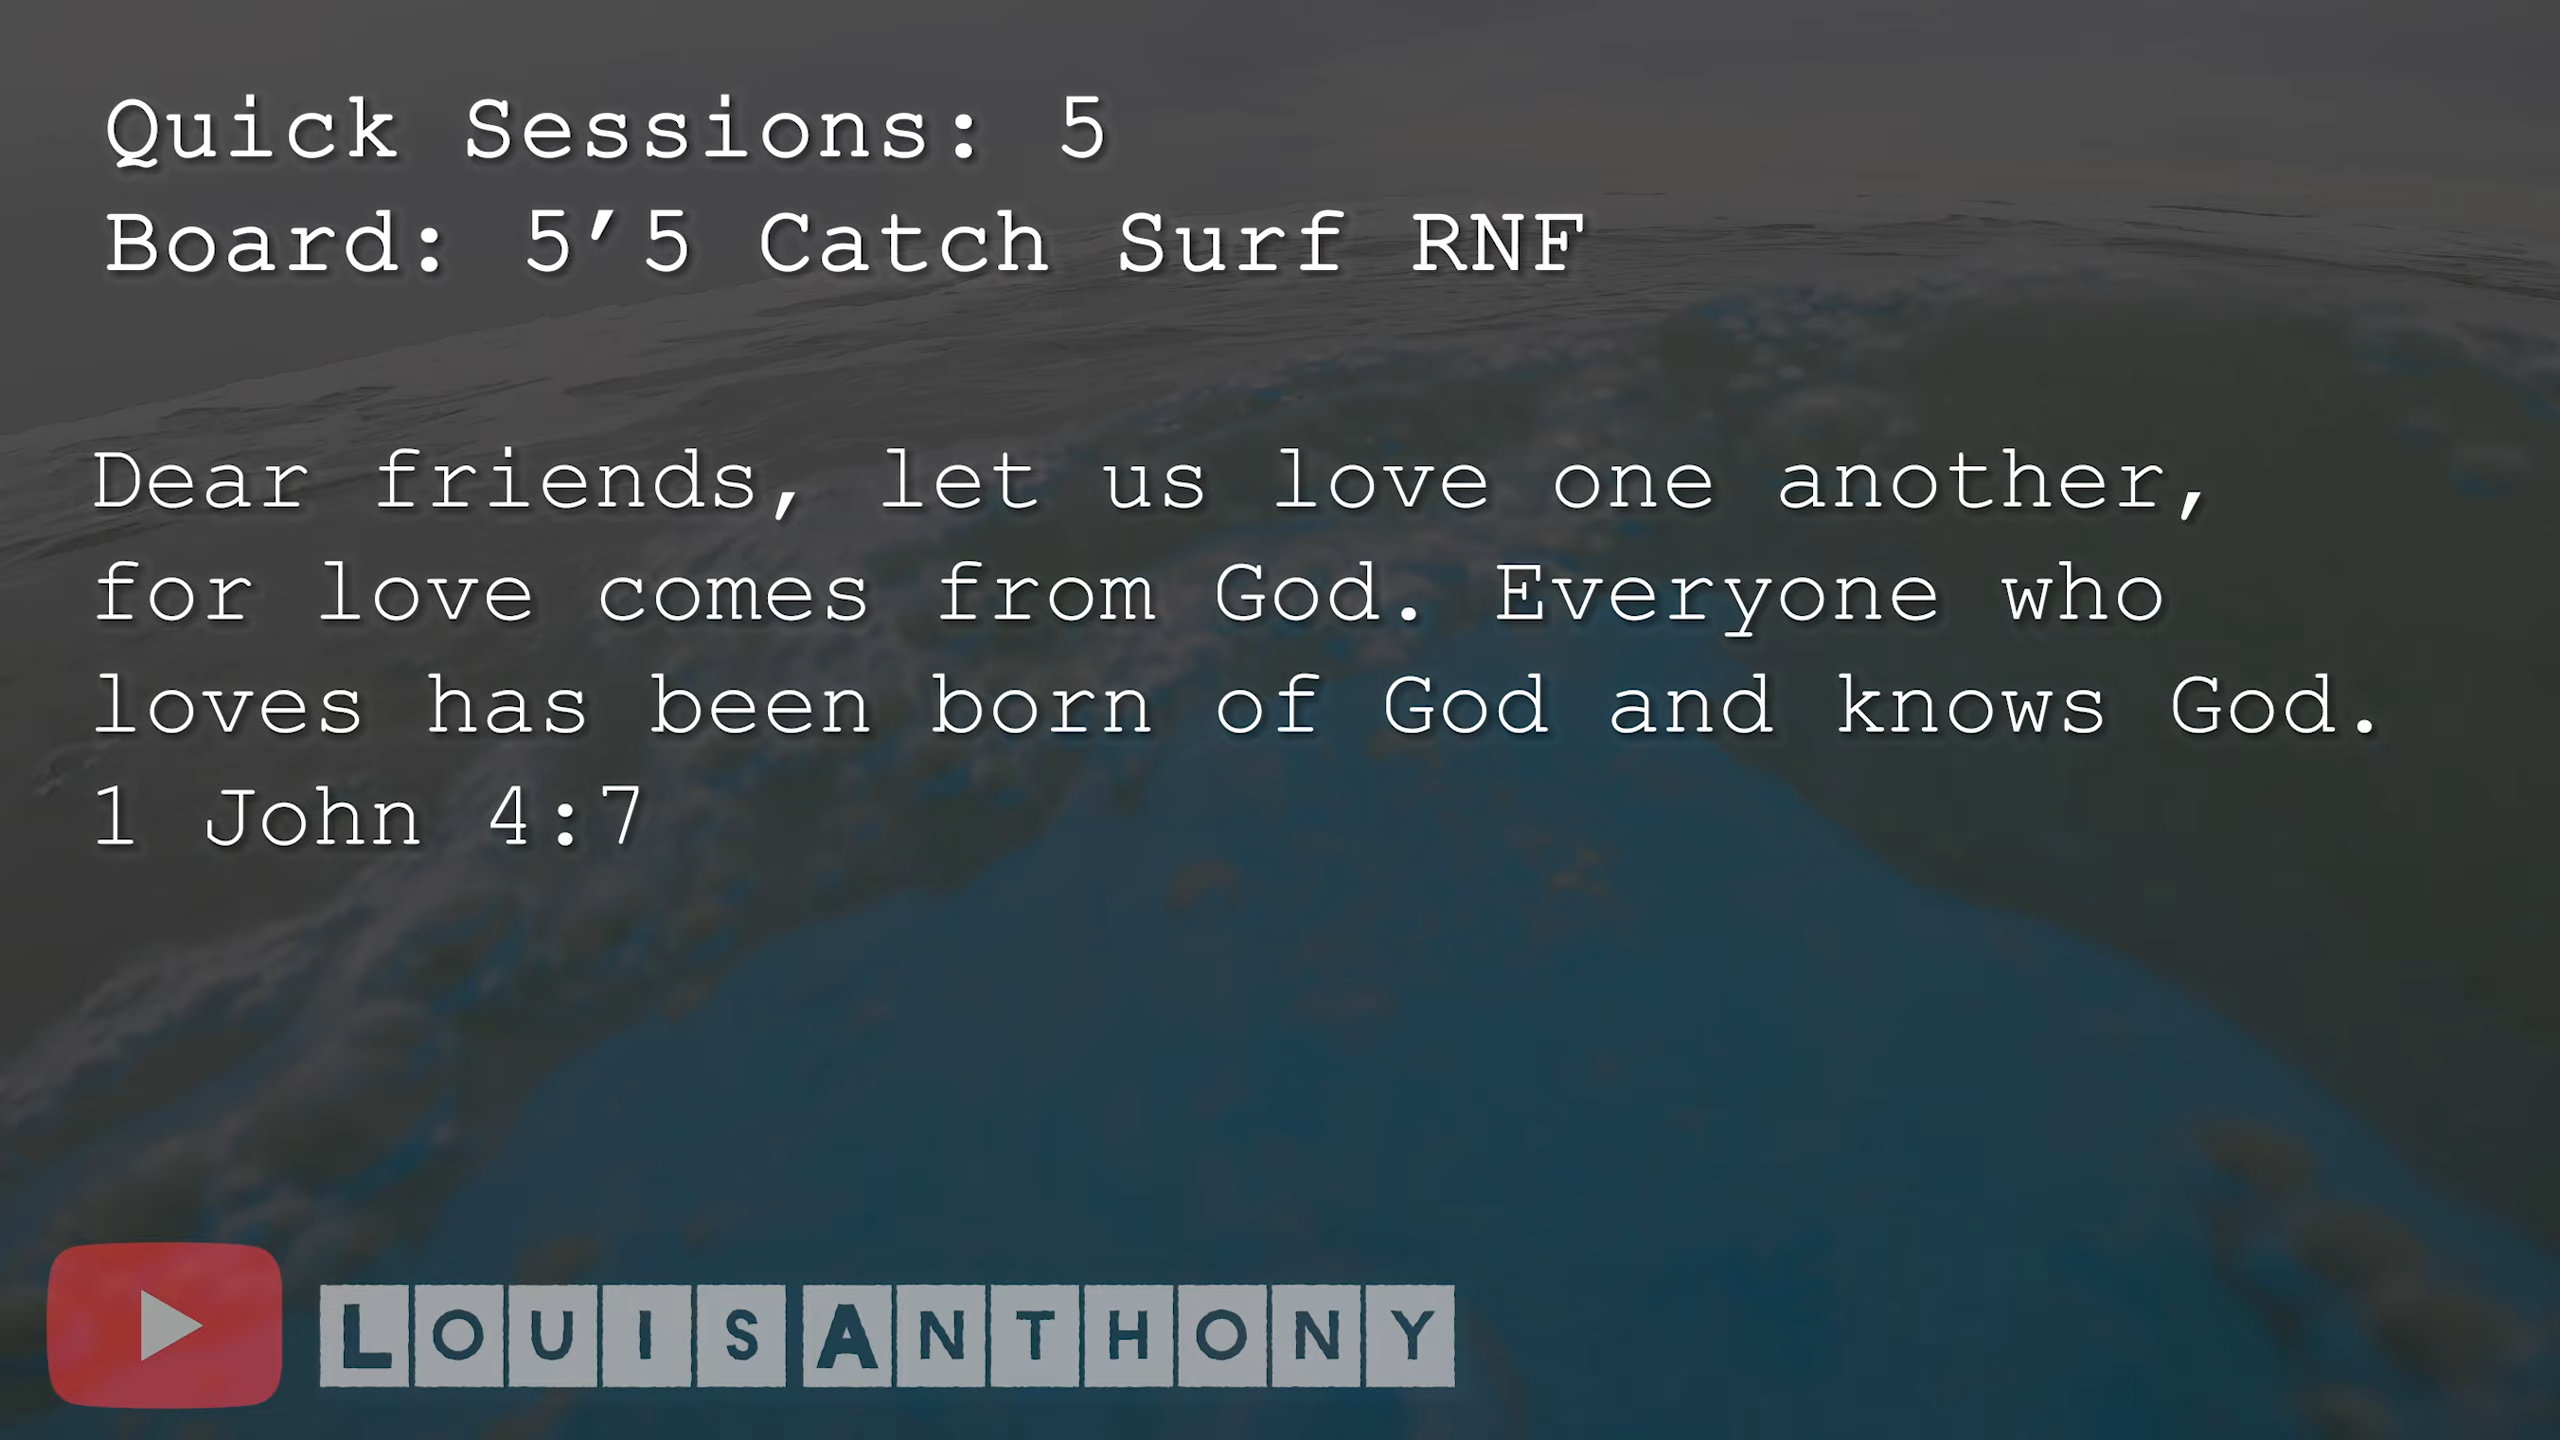 Quick Sessions: 5
Board: 5’5 Catch Surf RNF
Dear friends, let us love one another,
for love comes from God. Everyone who
loves has been born of God and knows God.
1 John 4:7
LOUISANTHONY